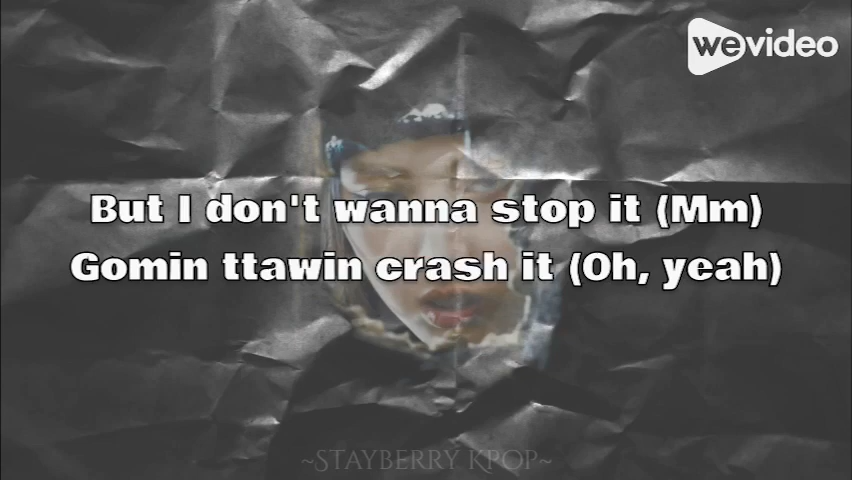 wevideo
But I don't wanna stop it (Mm)
Gomin ttawin crash it (Oh, yeah)
~STAYBERRY KPOP~